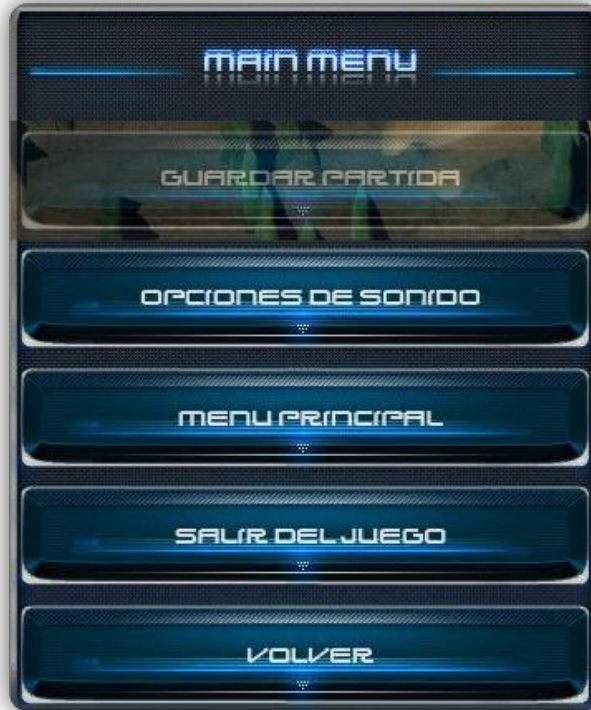 MAIN MENU
GUARDAR PARTIDA
OPCIONES DE SONIDO
MENU PRINCIPAL
SALIR DEL JUEGO
VOLVER